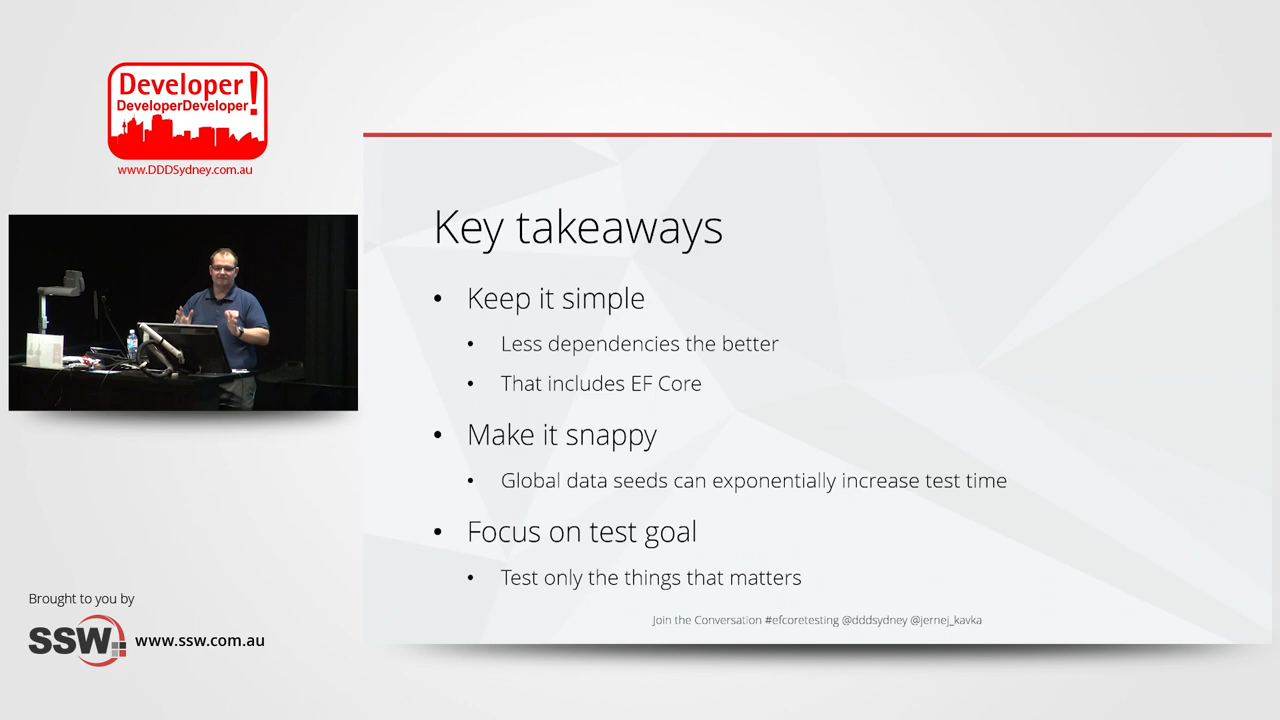 Developer!
DeveloperDeveloper
www.DDDSydney.com.au
Key takeaways
• Keep it simple
• Less dependencies the better
• That includes EF Core
• Make it snappy
• Global data seeds can exponentially increase test time
• Focus on test goal
• Test only the things that matters
Join the Conversation #efcoretesting @dddsydney @jernej_kavka
Brought to you by
SSW
www.ssw.com.au